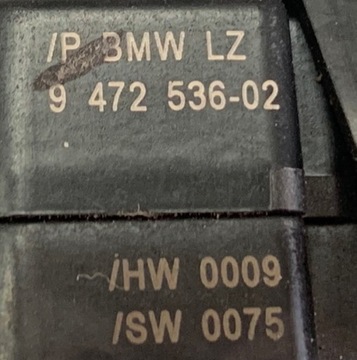 /P BMW LZ
9 472 536-02
/HW 0009
/SW 0075